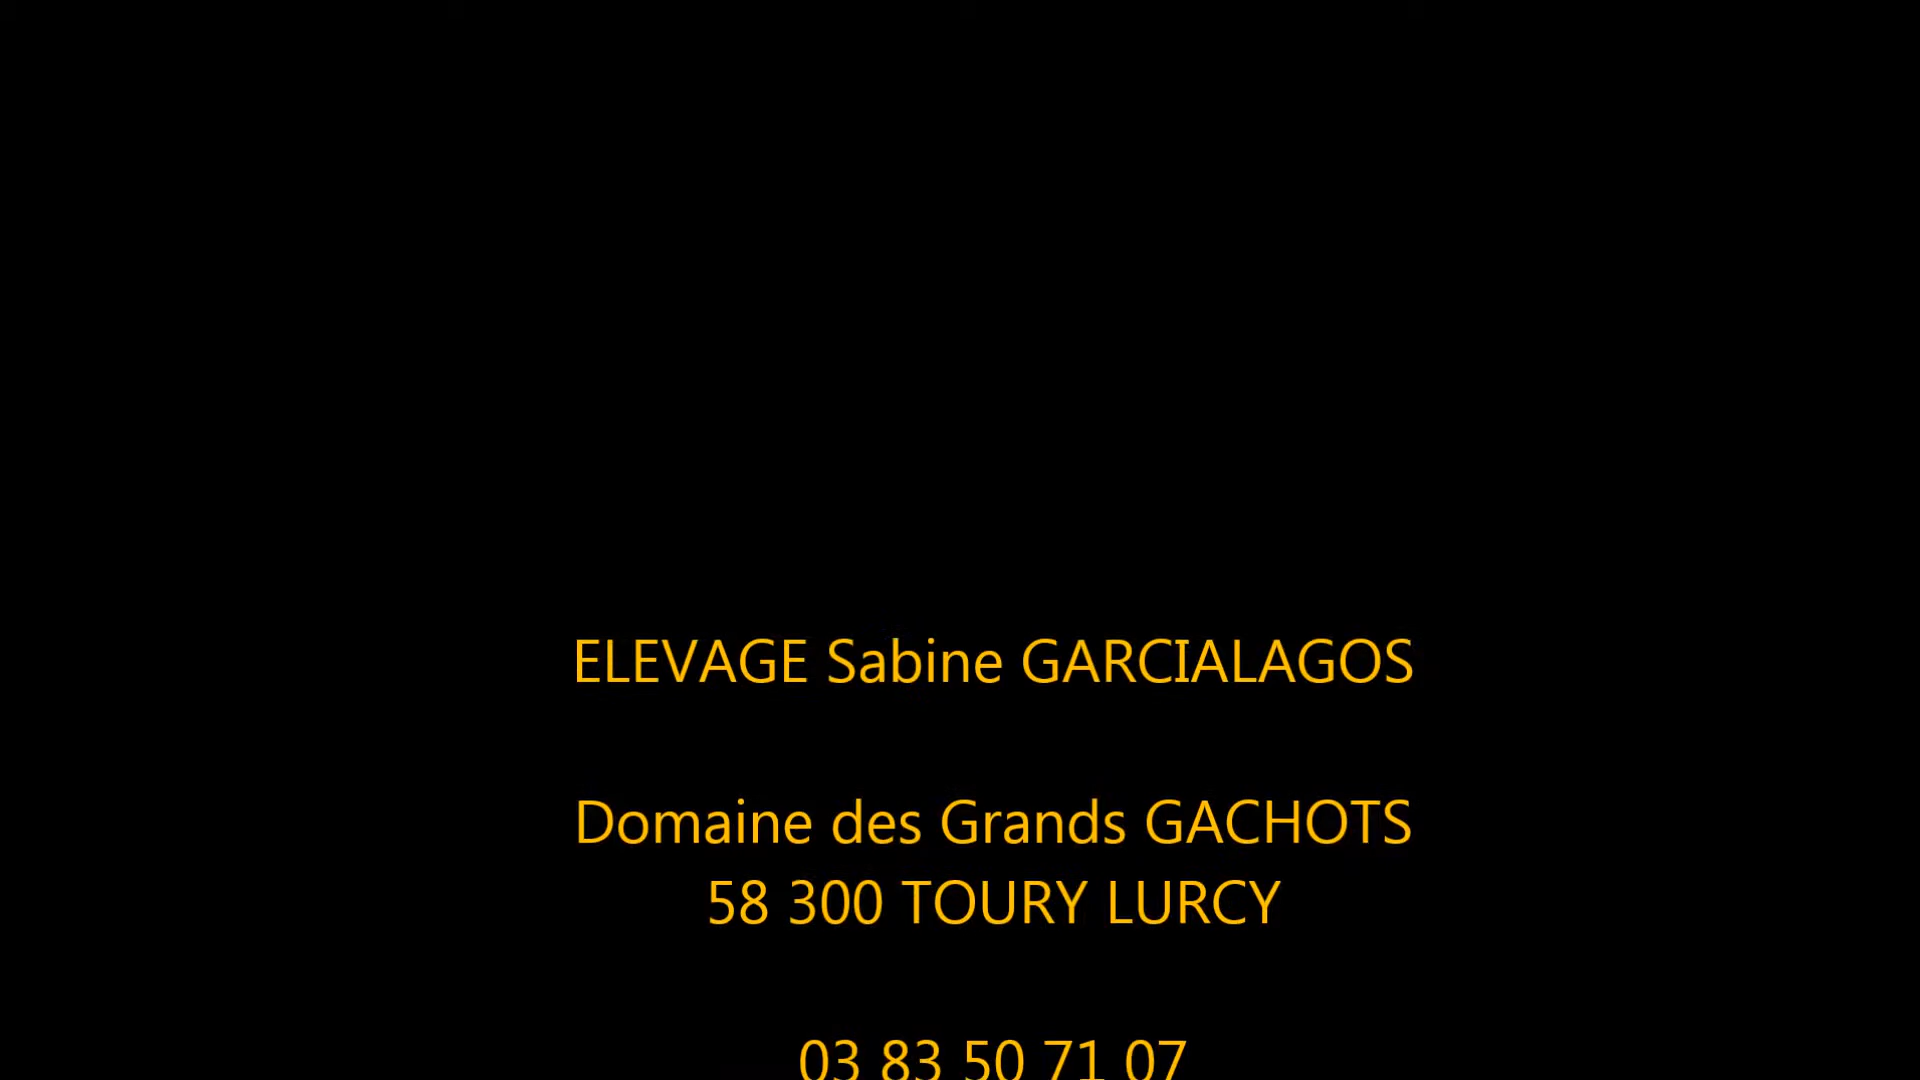 ELEVAGE Sabine GARCIALAGOS
Domaine des Grands GACHOTS
58 300 TOURY LURCY
03 83 50 71 07